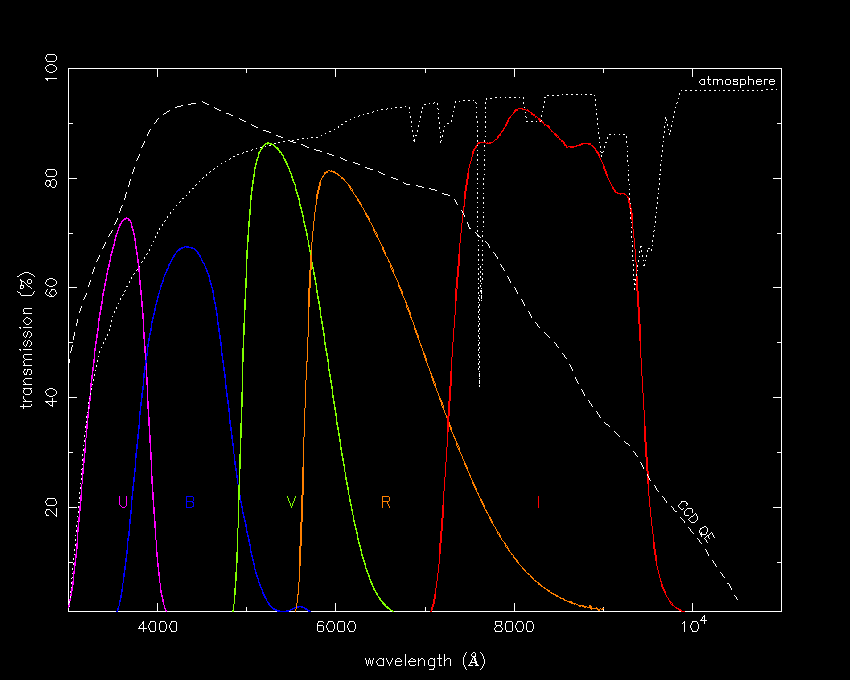 100
atmosphere
80
60
transmission (%)
40
20
U B V R I
CCD QE
4000 6000 8000 10⁴
wavelength (Å)